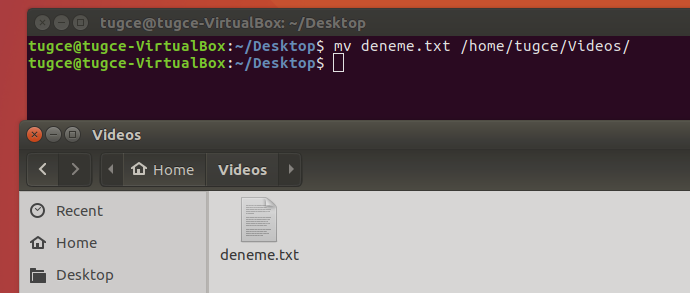 tugce@tugce-VirtualBox: ~/Desktop
tugce@tugce-VirtualBox:~/Desktop$ mv deneme.txt /home/tugce/Videos/
tugce@tugce-VirtualBox:~/Desktop$
Videos
Home Videos
Recent
Home
Desktop
deneme.txt